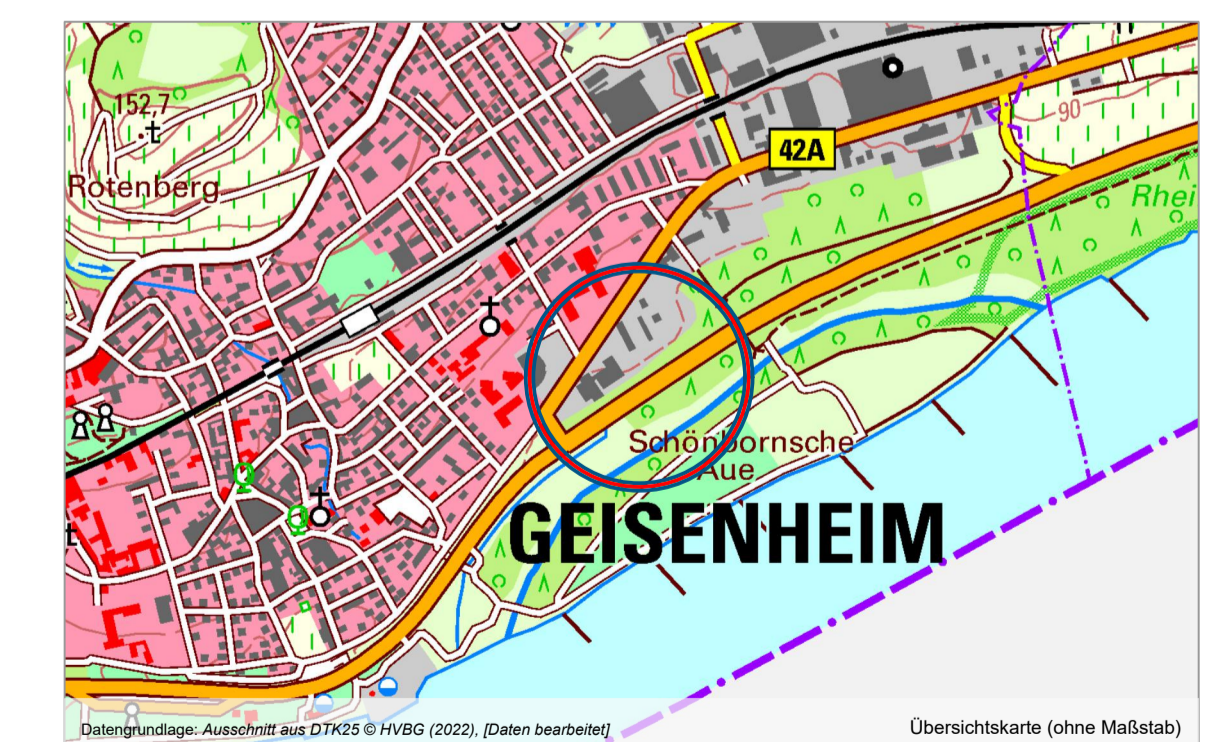 152,7
Rotenberg
42A
90
Rhei
Schönbornsche
Aue
GEISENHEIM
Datengrundlage: Ausschnitt aus DTK25 © HVBG (2022), [Daten bearbeitet]
Übersichtskarte (ohne Maßstab)